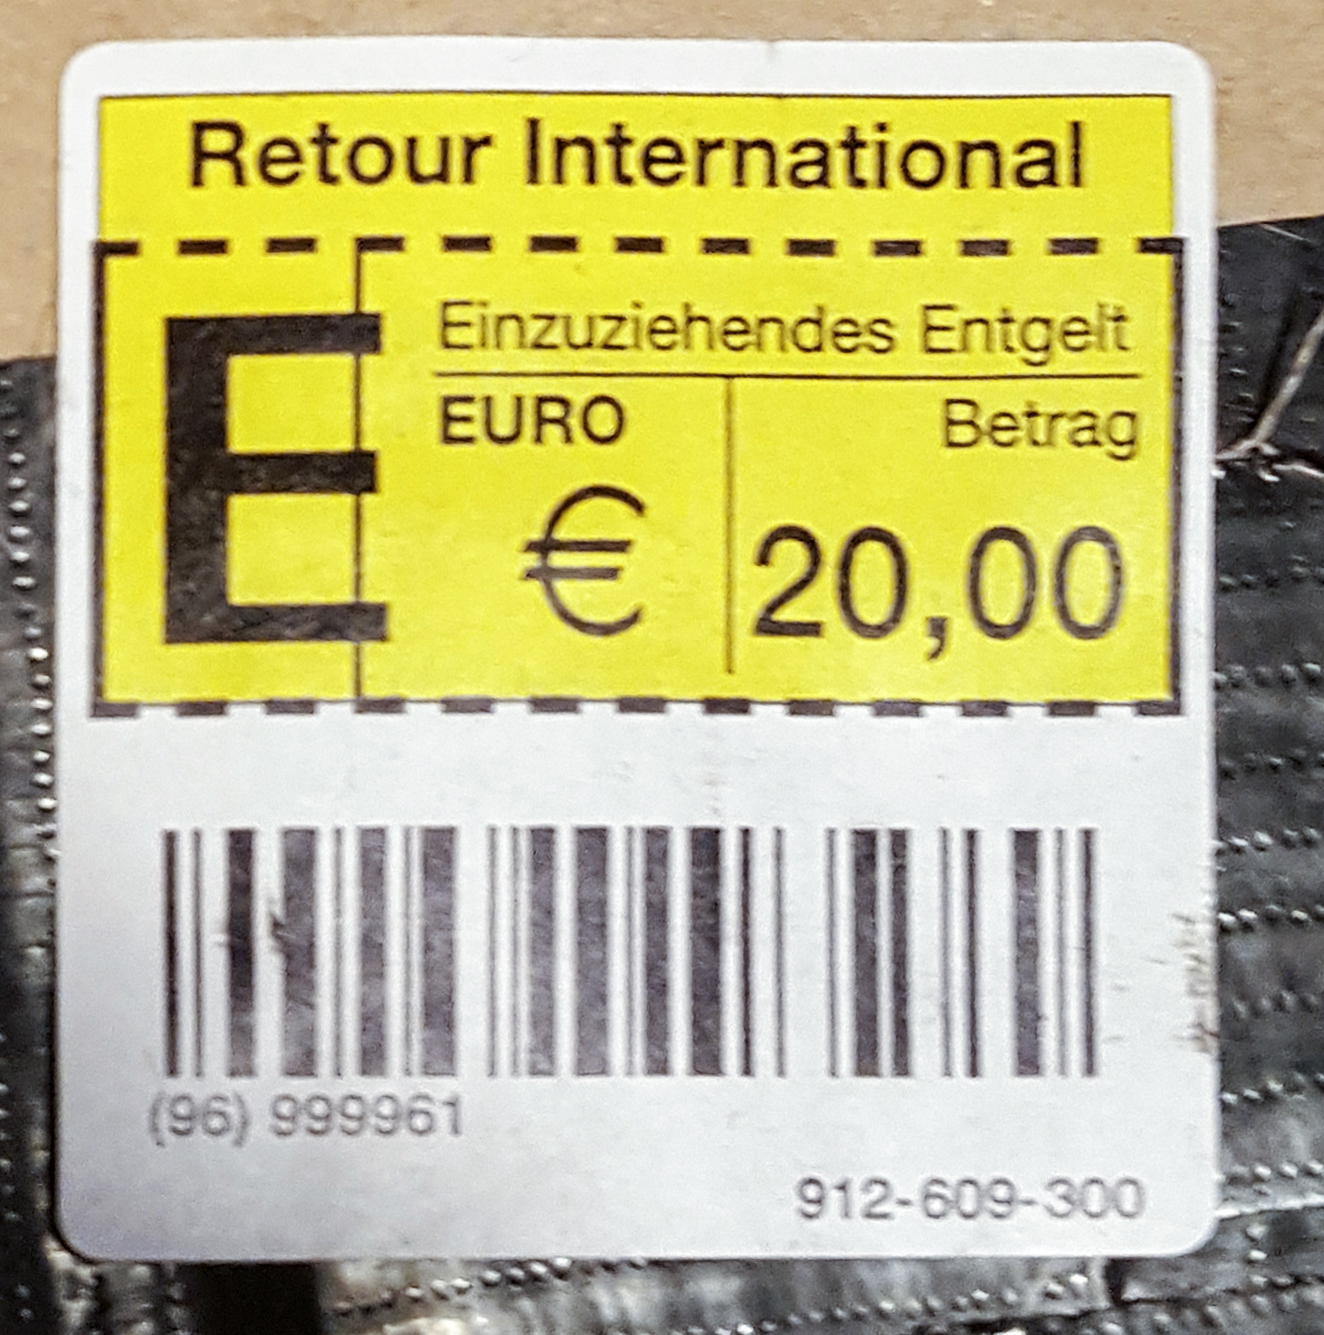 Retour International
E
Einzuziehendes Entgelt
EURO Betrag
€ 20,00
(96) 999961
912-609-300